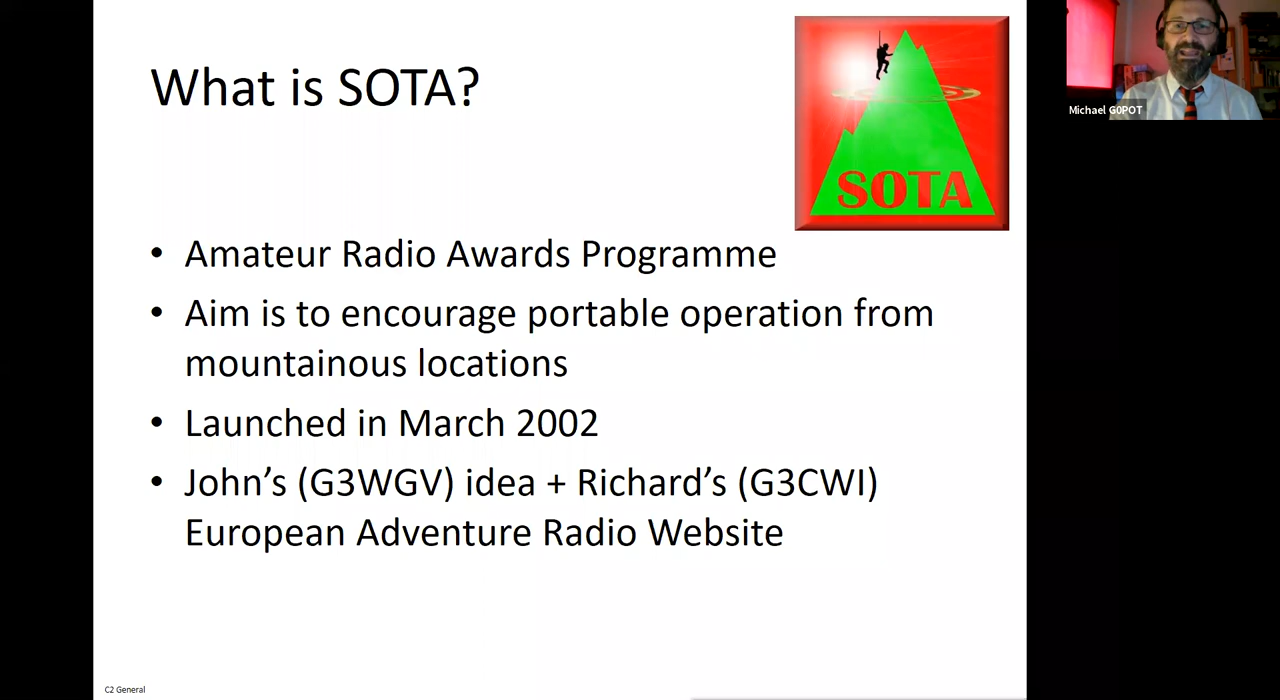 What is SOTA?
SOTA
Michael G0POT
• Amateur Radio Awards Programme
• Aim is to encourage portable operation from
mountainous locations
• Launched in March 2002
• John’s (G3WGV) idea + Richard’s (G3CWI)
European Adventure Radio Website
C2 General